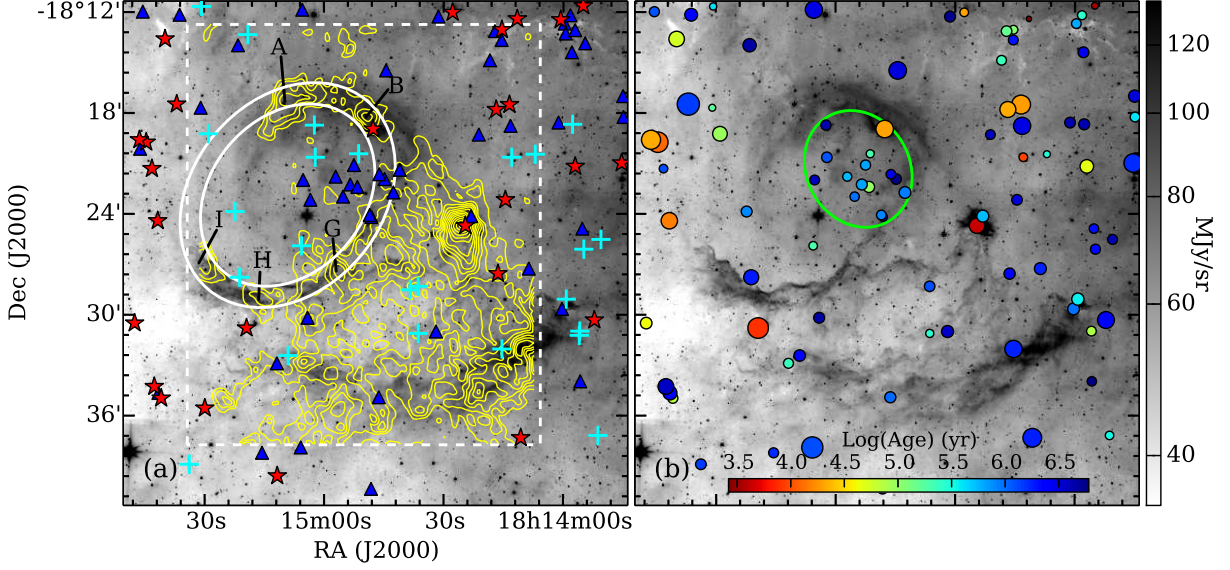 -18°12'
18'
24'
30'
36'
Dec (J2000)
A
B
G
H
I
(a)
30s
15m00s
30s
18h14m00s
RA (J2000)
(b)
Log(Age) (yr)
3.5 4.0 4.5 5.0 5.5 6.0 6.5
120
100
80
60
40
MJy/sr